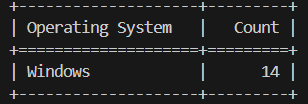 +--------------------+---------+
| Operating System   |   Count |
+====================+=========+
| Windows            |      14 |
+--------------------+---------+